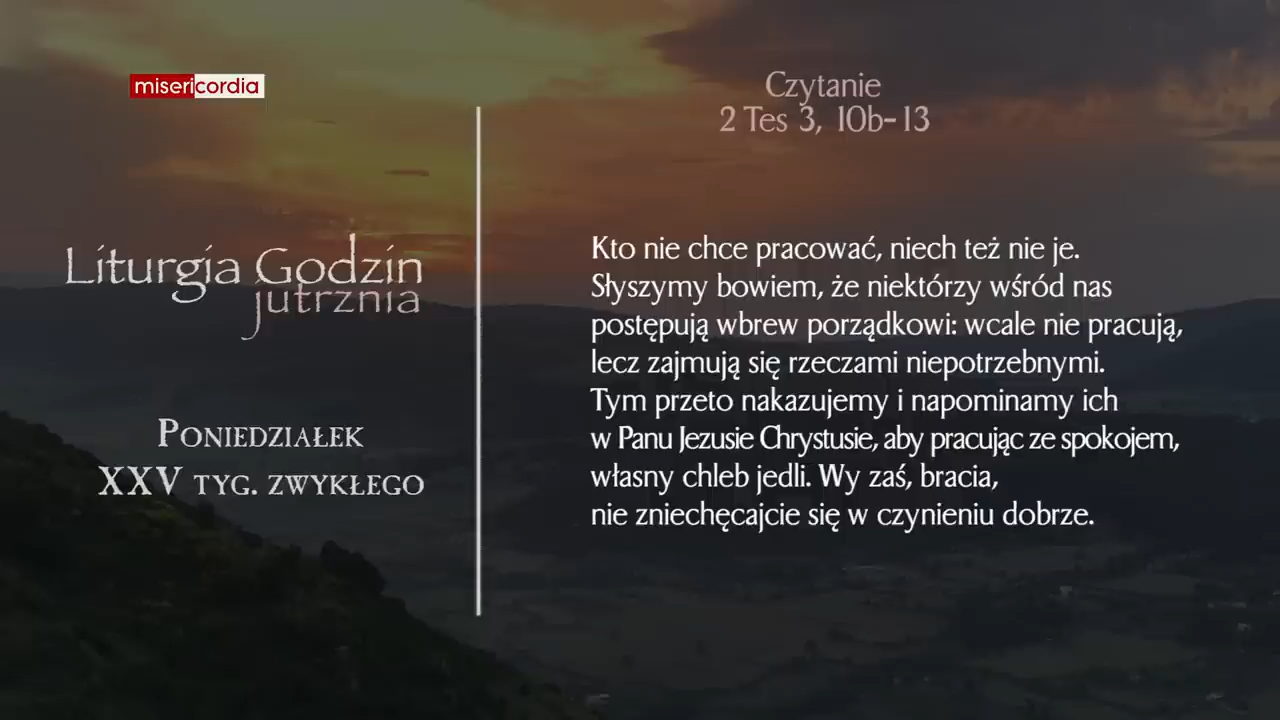 misericordia
Liturgia Godzin
jutrznia
Poniedziałek
XXV tyg. zwykłego
Czytanie
2 Tes 3, 10b-13
Kto nie chce pracować, niech też nie je.
Słyszymy bowiem, że niektórzy wśród nas
postępują wbrew porządkowi: wcale nie pracują,
lecz zajmują się rzeczami niepotrzebnymi.
Tym przeto nakazujemy i napominamy ich
w Panu Jezusie Chrystusie, aby pracując ze spokojem,
własny chleb jedli. Wy zaś, bracia,
nie zniechęcajcie się w czynieniu dobrze.